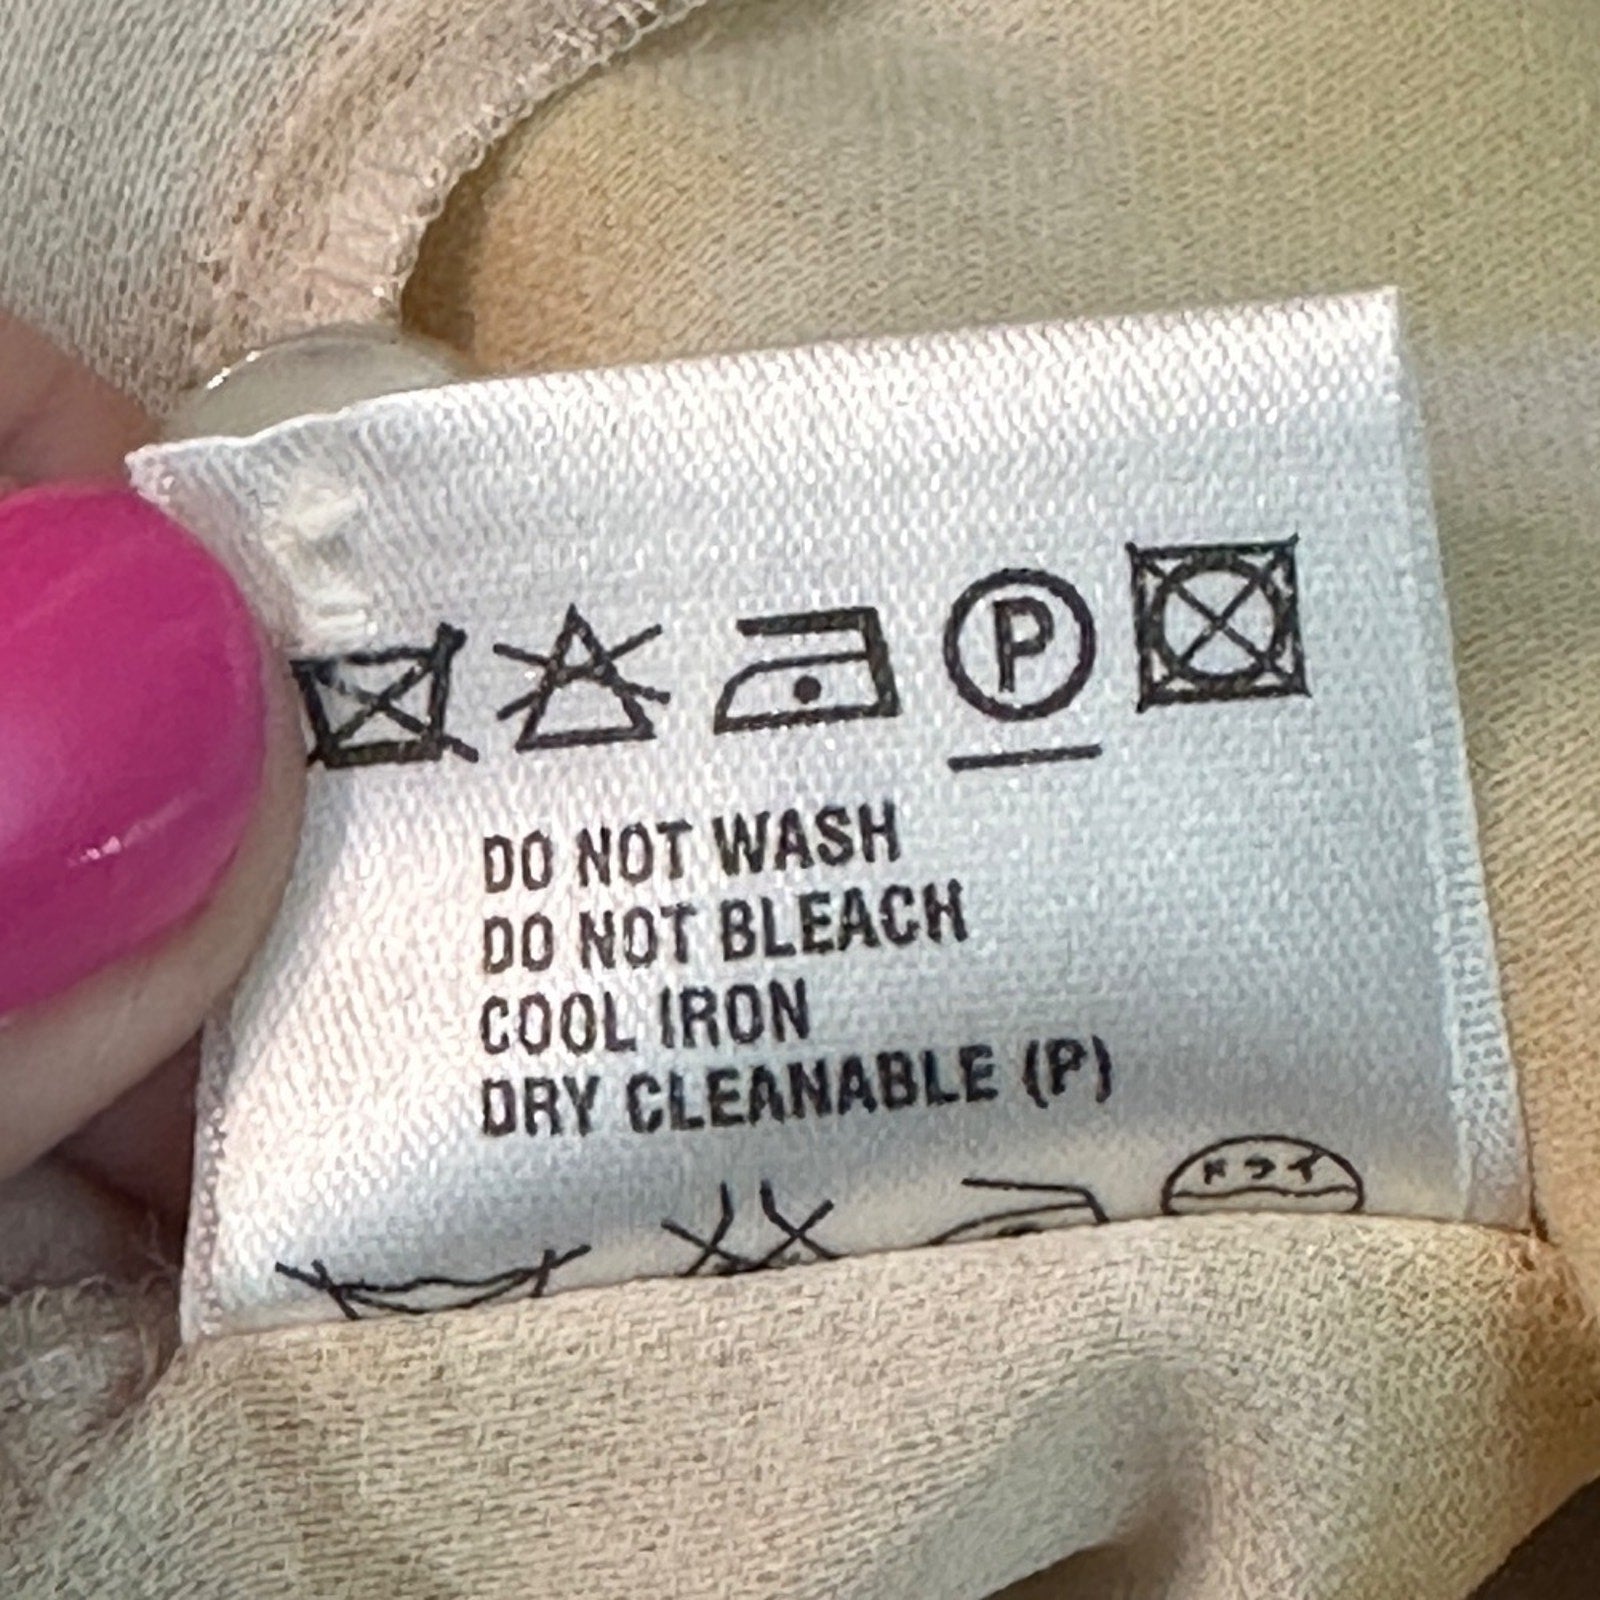 P
DO NOT WASH
DO NOT BLEACH
COOL IRON
DRY CLEANABLE (P)
ドライ